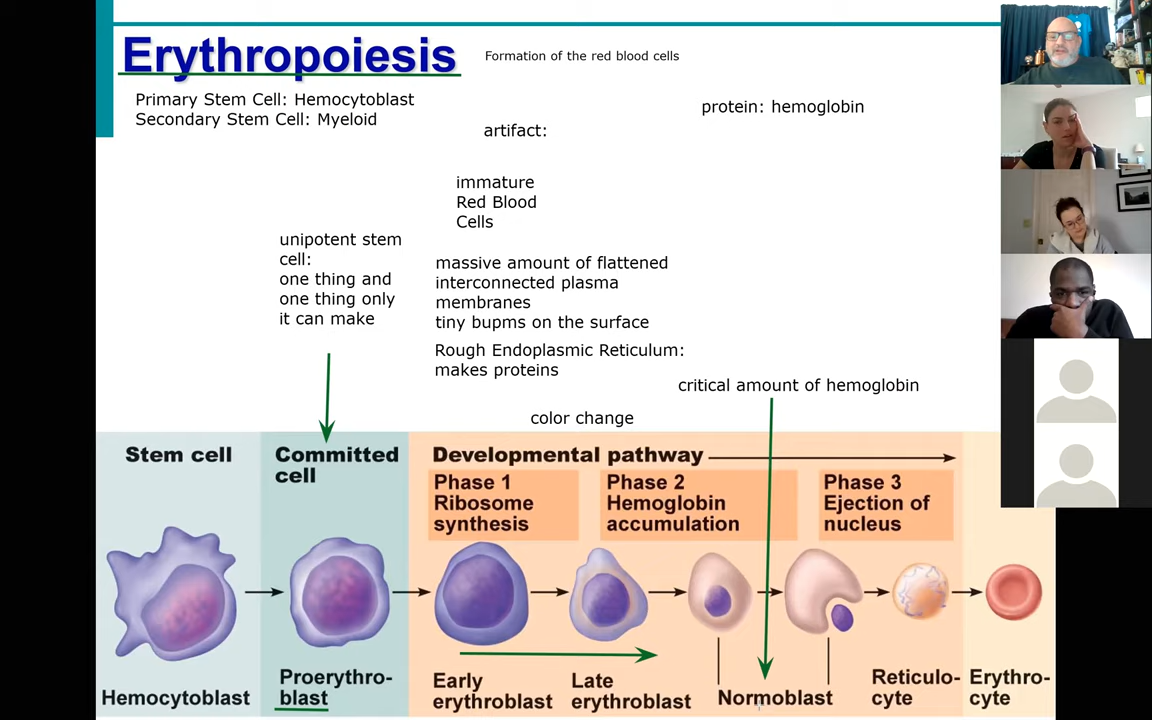 Erythropoiesis
Formation of the red blood cells
Primary Stem Cell: Hemocytoblast
Secondary Stem Cell: Myeloid
protein: hemoglobin
artifact:
immature
Red Blood
Cells
unipotent stem
cell:
one thing and
one thing only
it can make
massive amount of flattened
interconnected plasma
membranes
tiny bupms on the surface
Rough Endoplasmic Reticulum:
makes proteins
critical amount of hemoglobin
color change
Stem cell
Committed
cell
Developmental pathway
Phase 1
Ribosome
synthesis
Phase 2
Hemoglobin
accumulation
Phase 3
Ejection of
nucleus
Hemocytoblast
Proerythro-
blast
Early
erythroblast
Late
erythroblast
Normoblast
Reticulo-
cyte
Erythro-
cyte